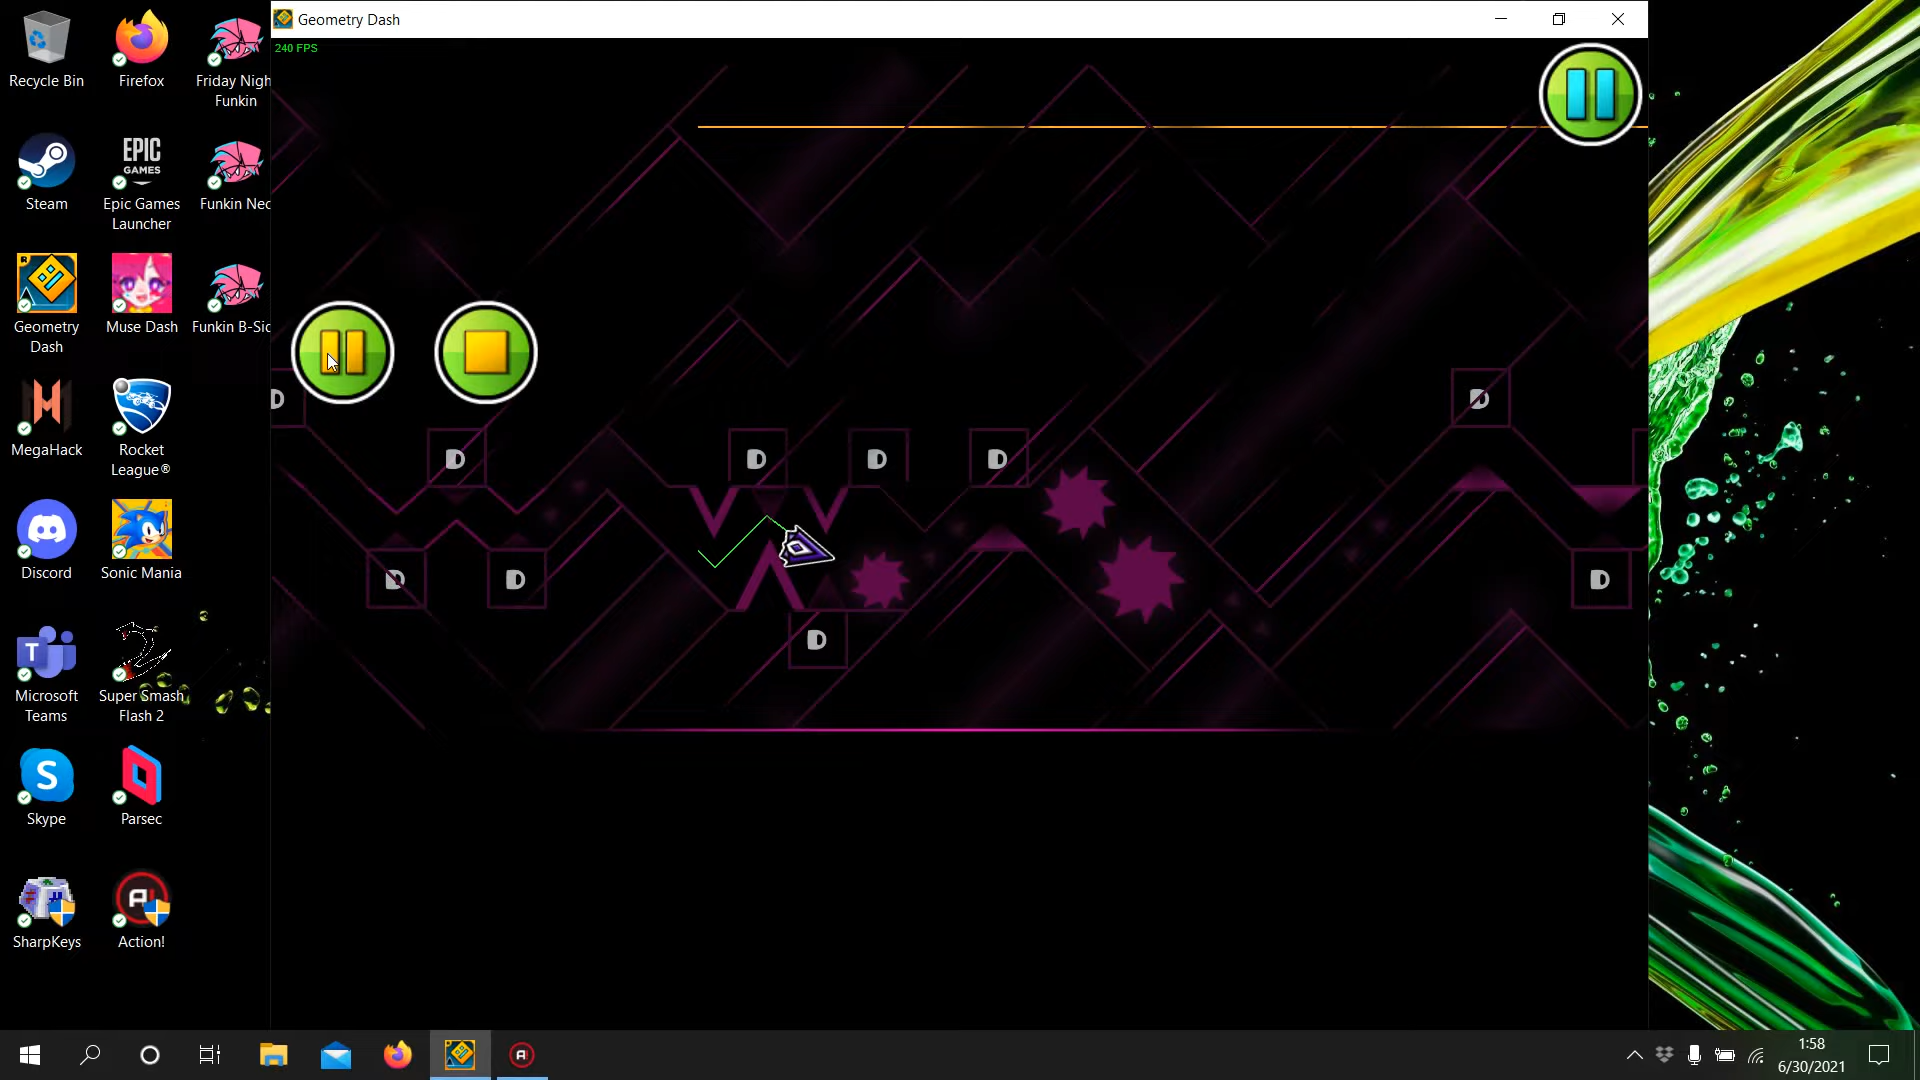 Geometry Dash
240 FPS
Recycle Bin
Firefox
Friday Nigh
Funkin
Steam
EPIC
GAMES
Epic Games
Launcher
Funkin Neo
R
Geometry
Dash
Muse Dash
Funkin B-Sid
MegaHack
Rocket
League®
Discord
Sonic Mania
T
Microsoft
Teams
Super Smash
Flash 2
S
Skype
Parsec
A!
SharpKeys
Action!
D
D
D
D
D
D
D
D
D
D
A!
1:58
6/30/2021